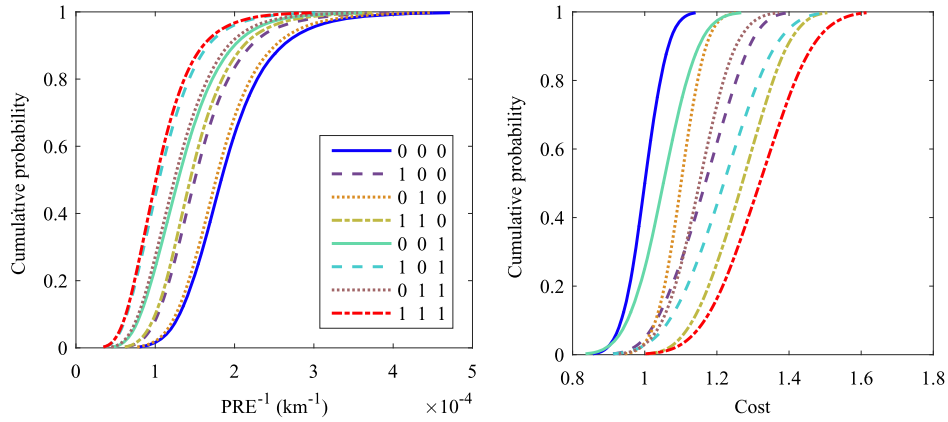 1
0.8
0.6
0.4
0.2
0
0 1 2 3 4 5
×10-4
PRE-1 (km-1)
Cumulative probability
0 0 0
1 0 0
0 1 0
1 1 0
0 0 1
1 0 1
0 1 1
1 1 1
1
0.8
0.6
0.4
0.2
0
0.8 1 1.2 1.4 1.6 1.8
Cost
Cumulative probability